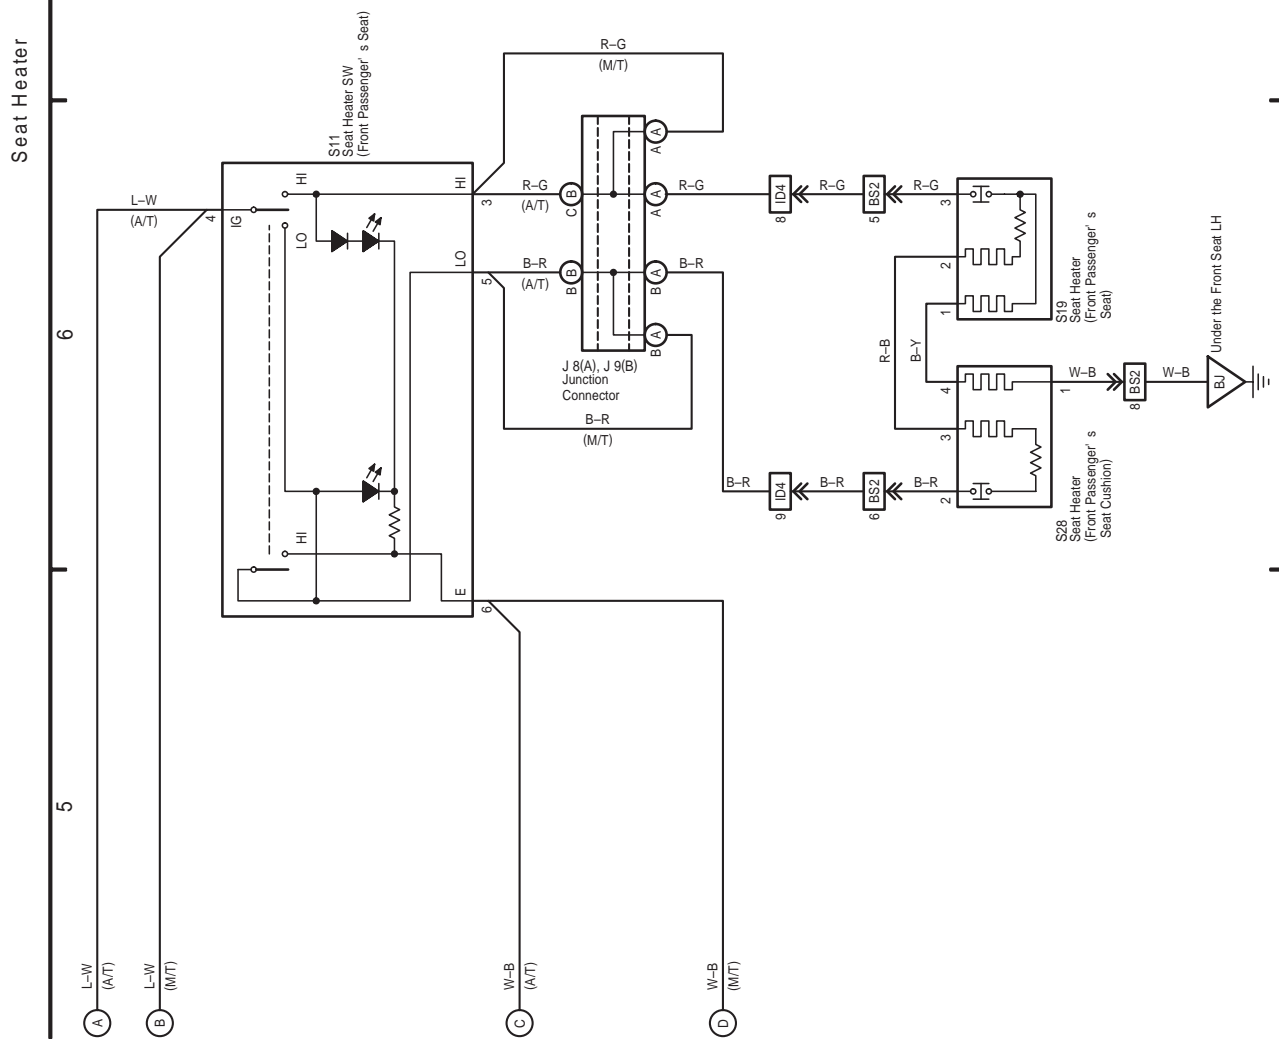 Seat Heater
6
5
R–G
(M/T)
S11
Seat Heater SW
(Front Passenger' s Seat)
L–W
(A/T)
4
IG
HI
LO
HI
HI
3
LO
5
E
6
R–G
(A/T)
B
C
A
A
A
A
R–G
B–R
(A/T)
B
B
A
B
A
B
B–R
J 8(A), J 9(B)
Junction
Connector
B–R
(M/T)
ID4
8
R–G
BS2
5
R–G
3
2
1
S19
Seat Heater
(Front Passenger' s
Seat)
R–B
B–Y
4
3
2
1
W–B
BS2
8
W–B
BJ
Under the Front Seat LH
B–R
ID4
9
B–R
BS2
6
B–R
S28
Seat Heater
(Front Passenger' s
Seat Cushion)
L–W
(A/T)
A
L–W
(M/T)
B
W–B
(A/T)
C
W–B
(M/T)
D